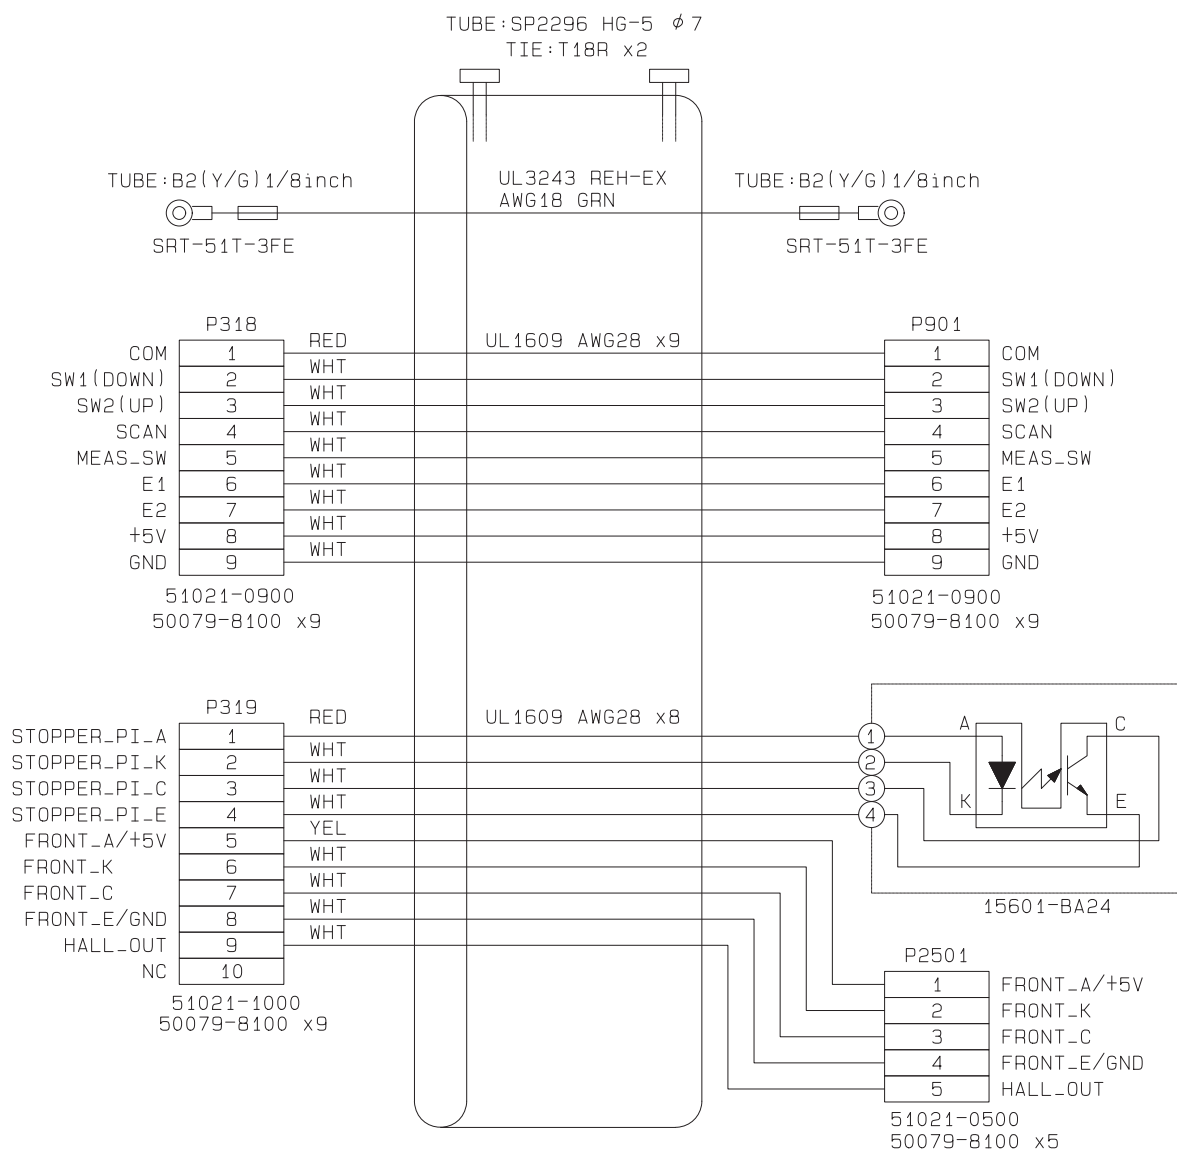 TUBE:SP2296 HG-5 φ7
TIE:T18R x2
TUBE:B2(Y/G)1/8inch
UL3243 REH-EX
AWG18 GRN
TUBE:B2(Y/G)1/8inch
SRT-51T-3FE
SRT-51T-3FE
P318
RED
UL1609 AWG28 x9
P901
COM 1 1 COM
WHT
SW1(DOWN) 2 2 SW1(DOWN)
WHT
SW2(UP) 3 3 SW2(UP)
WHT
SCAN 4 4 SCAN
WHT
MEAS_SW 5 5 MEAS_SW
WHT
E1 6 6 E1
WHT
E2 7 7 E2
WHT
+5V 8 8 +5V
WHT
GND 9 9 GND
51021-0900
50079-8100 x9
51021-0900
50079-8100 x9
P319
RED
UL1609 AWG28 x8
A C
STOPPER_PI_A 1 1
WHT
STOPPER_PI_K 2 2
WHT
STOPPER_PI_C 3 3
WHT
K E
STOPPER_PI_E 4 4
YEL
FRONT_A/+5V 5
WHT
FRONT_K 6
WHT
FRONT_C 7
WHT
15601-BA24
FRONT_E/GND 8
WHT
HALL_OUT 9
NC 10
51021-1000
50079-8100 x9
P2501
1 FRONT_A/+5V
2 FRONT_K
3 FRONT_C
4 FRONT_E/GND
5 HALL_OUT
51021-0500
50079-8100 x5